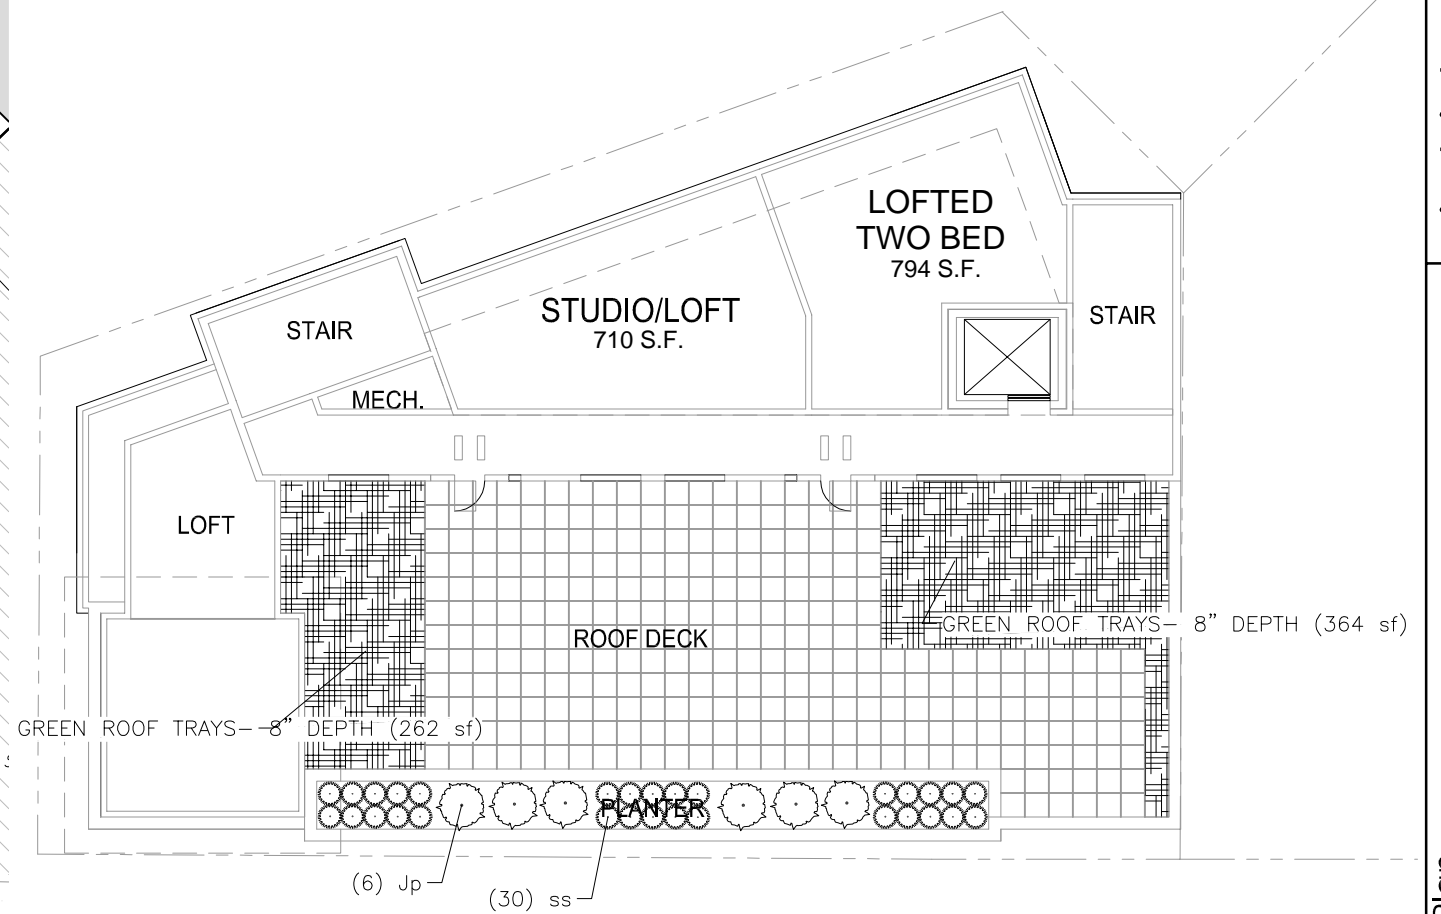 LOFTED
TWO BED
794 S.F.
STUDIO/LOFT
710 S.F.
STAIR
STAIR
MECH.
LOFT
ROOF DECK
GREEN ROOF TRAYS- 8" DEPTH (364 sf)
GREEN ROOF TRAYS- 8" DEPTH (262 sf)
PLANTER
(6) Jp
(30) ss